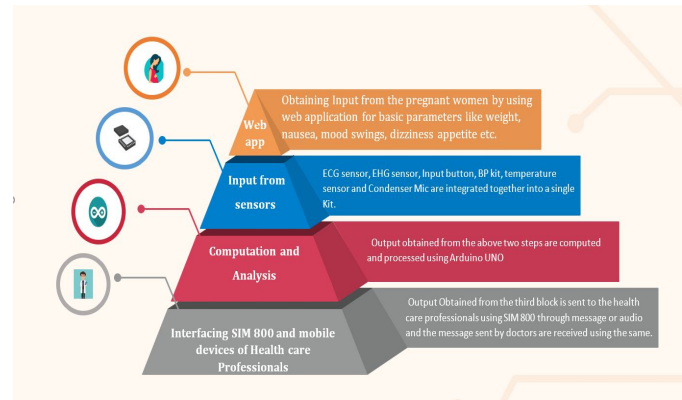 Web
app
Obtaining Input from the pregnant women by using
web application for basic parameters like weight,
nausea, mood swings, dizziness appetite etc.
Input from
sensors
ECG sensor, EHG sensor, Input button, BP kit, temperature
sensor and Condenser Mic are integrated together into a single
Kit.
Computation and
Analysis
Output obtained from the above two steps are computed
and processed using Arduino UNO
Interfacing SIM 800 and mobile
devices of Health care
Professionals
Output Obtained from the third block is sent to the health
care professionals using SIM 800 through message or audio
and the message sent by doctors are received using the same.